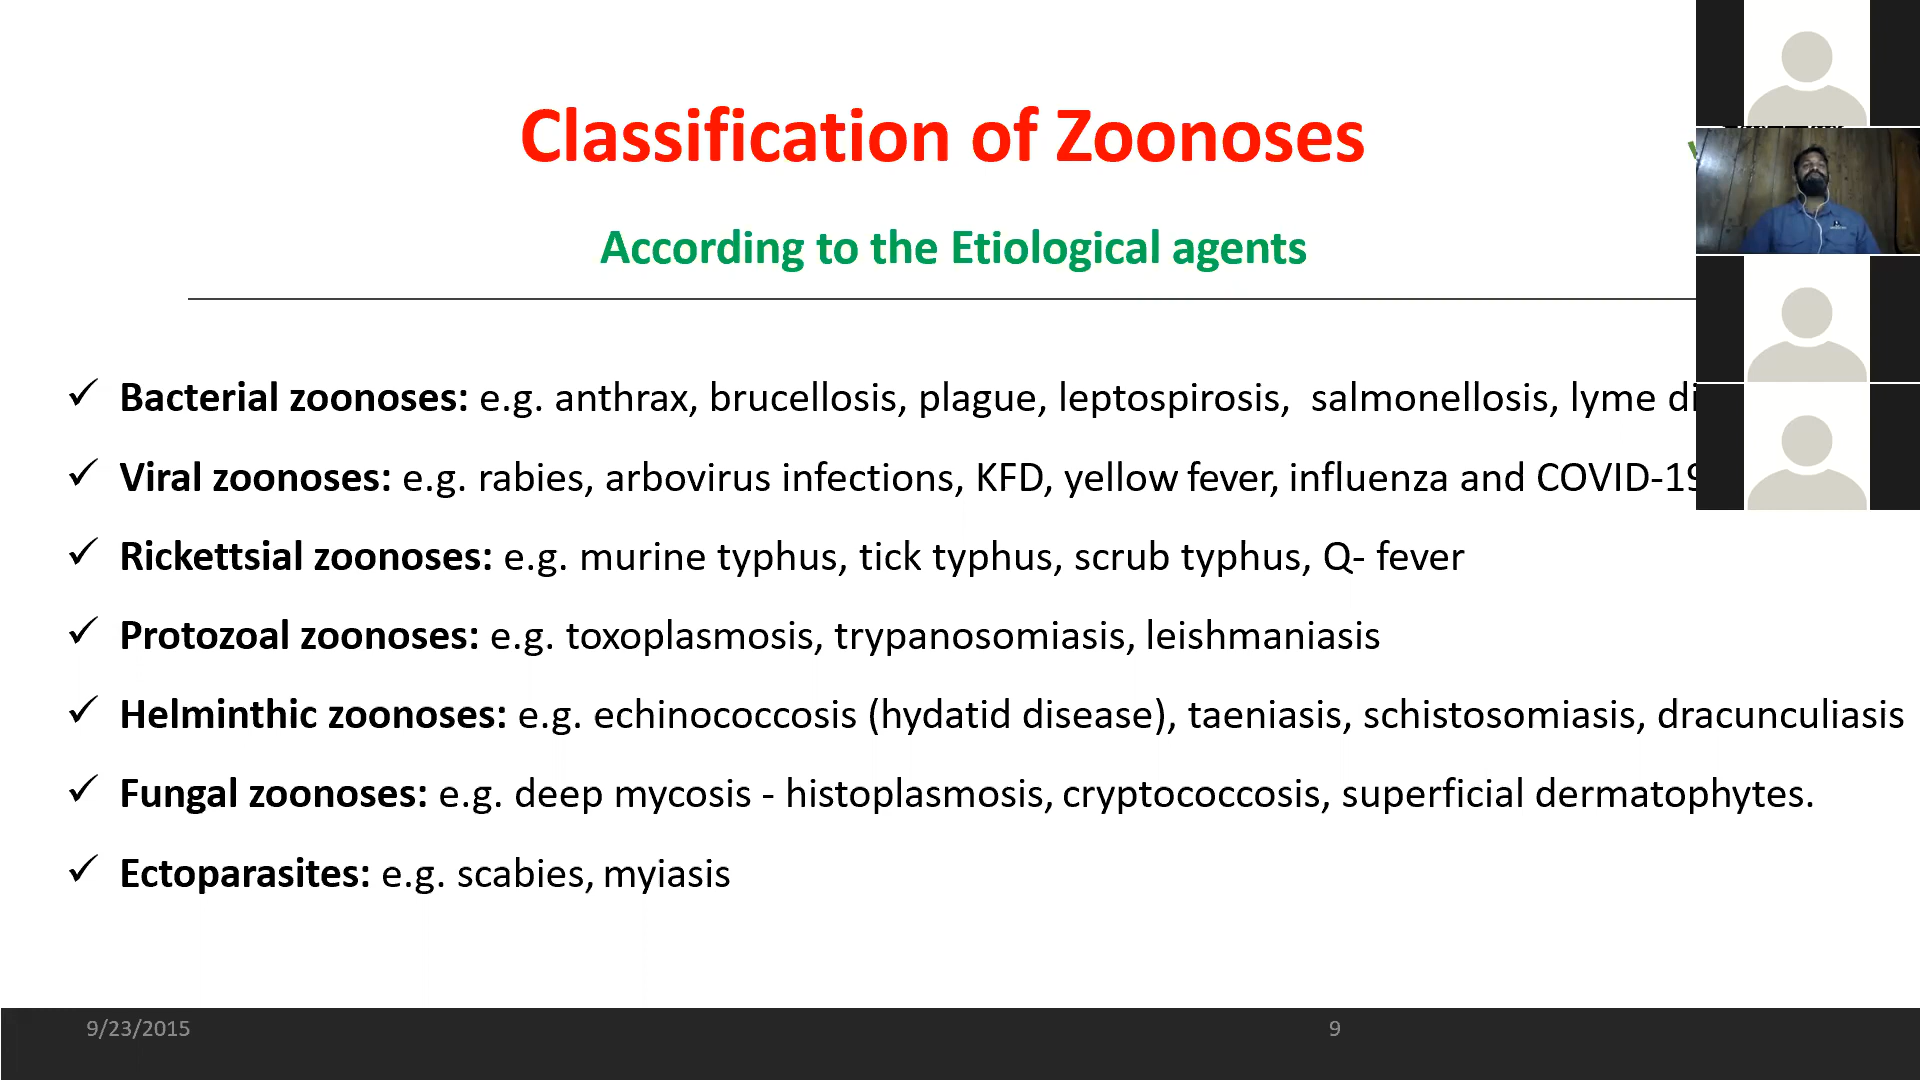 Classification of Zoonoses
According to the Etiological agents
✓ Bacterial zoonoses: e.g. anthrax, brucellosis, plague, leptospirosis, salmonellosis, lyme
✓ Viral zoonoses: e.g. rabies, arbovirus infections, KFD, yellow fever, influenza and COVID-19
✓ Rickettsial zoonoses: e.g. murine typhus, tick typhus, scrub typhus, Q- fever
✓ Protozoal zoonoses: e.g. toxoplasmosis, trypanosomiasis, leishmaniasis
✓ Helminthic zoonoses: e.g. echinococcosis (hydatid disease), taeniasis, schistosomiasis, dracunculiasis
✓ Fungal zoonoses: e.g. deep mycosis - histoplasmosis, cryptococcosis, superficial dermatophytes.
✓ Ectoparasites: e.g. scabies, myiasis
9/23/2015
9